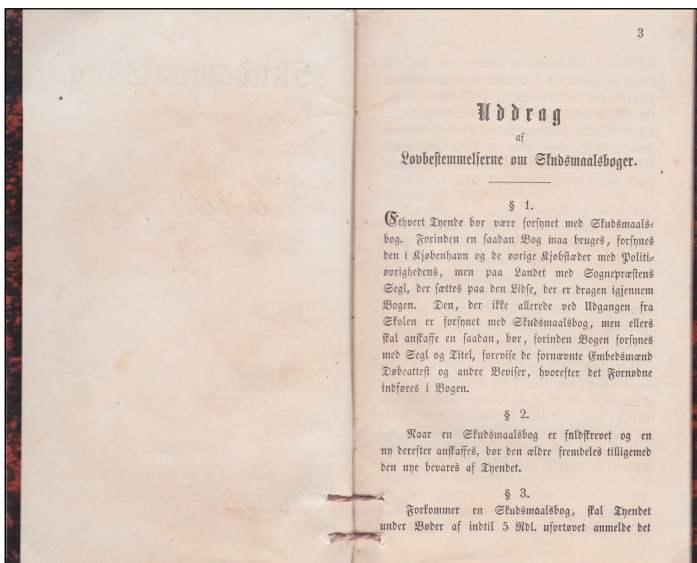 3
Uddrag
af
Lovbestemmelserne om Skudsmaalsbøger.
§ 1.
Ethvert Tyende bør være forsynet med Skudsmaals=
bog. Forinden en saadan Bog maa bruges, forsynes
den i Kjøbenhavn og de øvrige Kjøbstæder med Politi=
øvrighedens, men paa Landet med Sognepræstens
Segl, der sættes paa den Lidse, der er dragen igjennem
Bogen. Den, der ikke allerede ved Udgangen fra
Skolen er forsynet med Skudsmaalsbog, men ellers
skal anskaffe en saadan, bør, forinden Bogen forsynes
med Segl og Titel, forevise de fornævnte Embedsmænd
Døbeattest og andre Beviser, hvorefter det Fornødne
indføres i Bogen.
§ 2.
Naar en Skudsmaalsbog er fuldskrevet og en
ny derefter anskaffes, bør den ældre fremdeles tilligemed
den nye bevares af Tyendet.
§ 3.
Forkommer en Skudsmaalsbog, skal Tyendet
under Bøder af indtil 5 Rdl. ufortøvet anmelde det